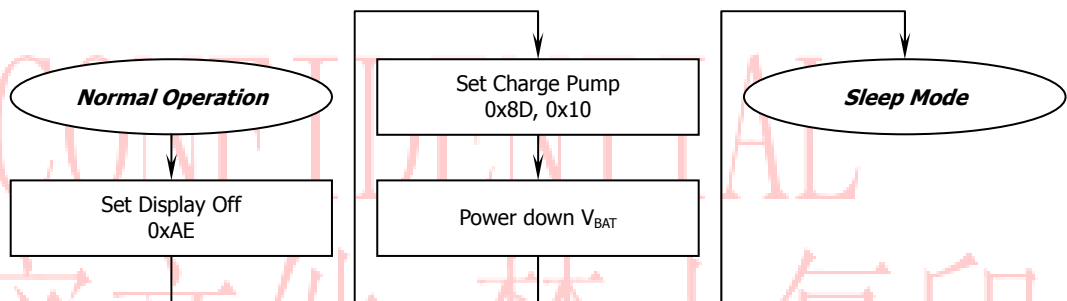 Normal Operation
Set Display Off
0xAE
Set Charge Pump
0x8D, 0x10
Power down VBAT
Sleep Mode
CONFIDENTIAL